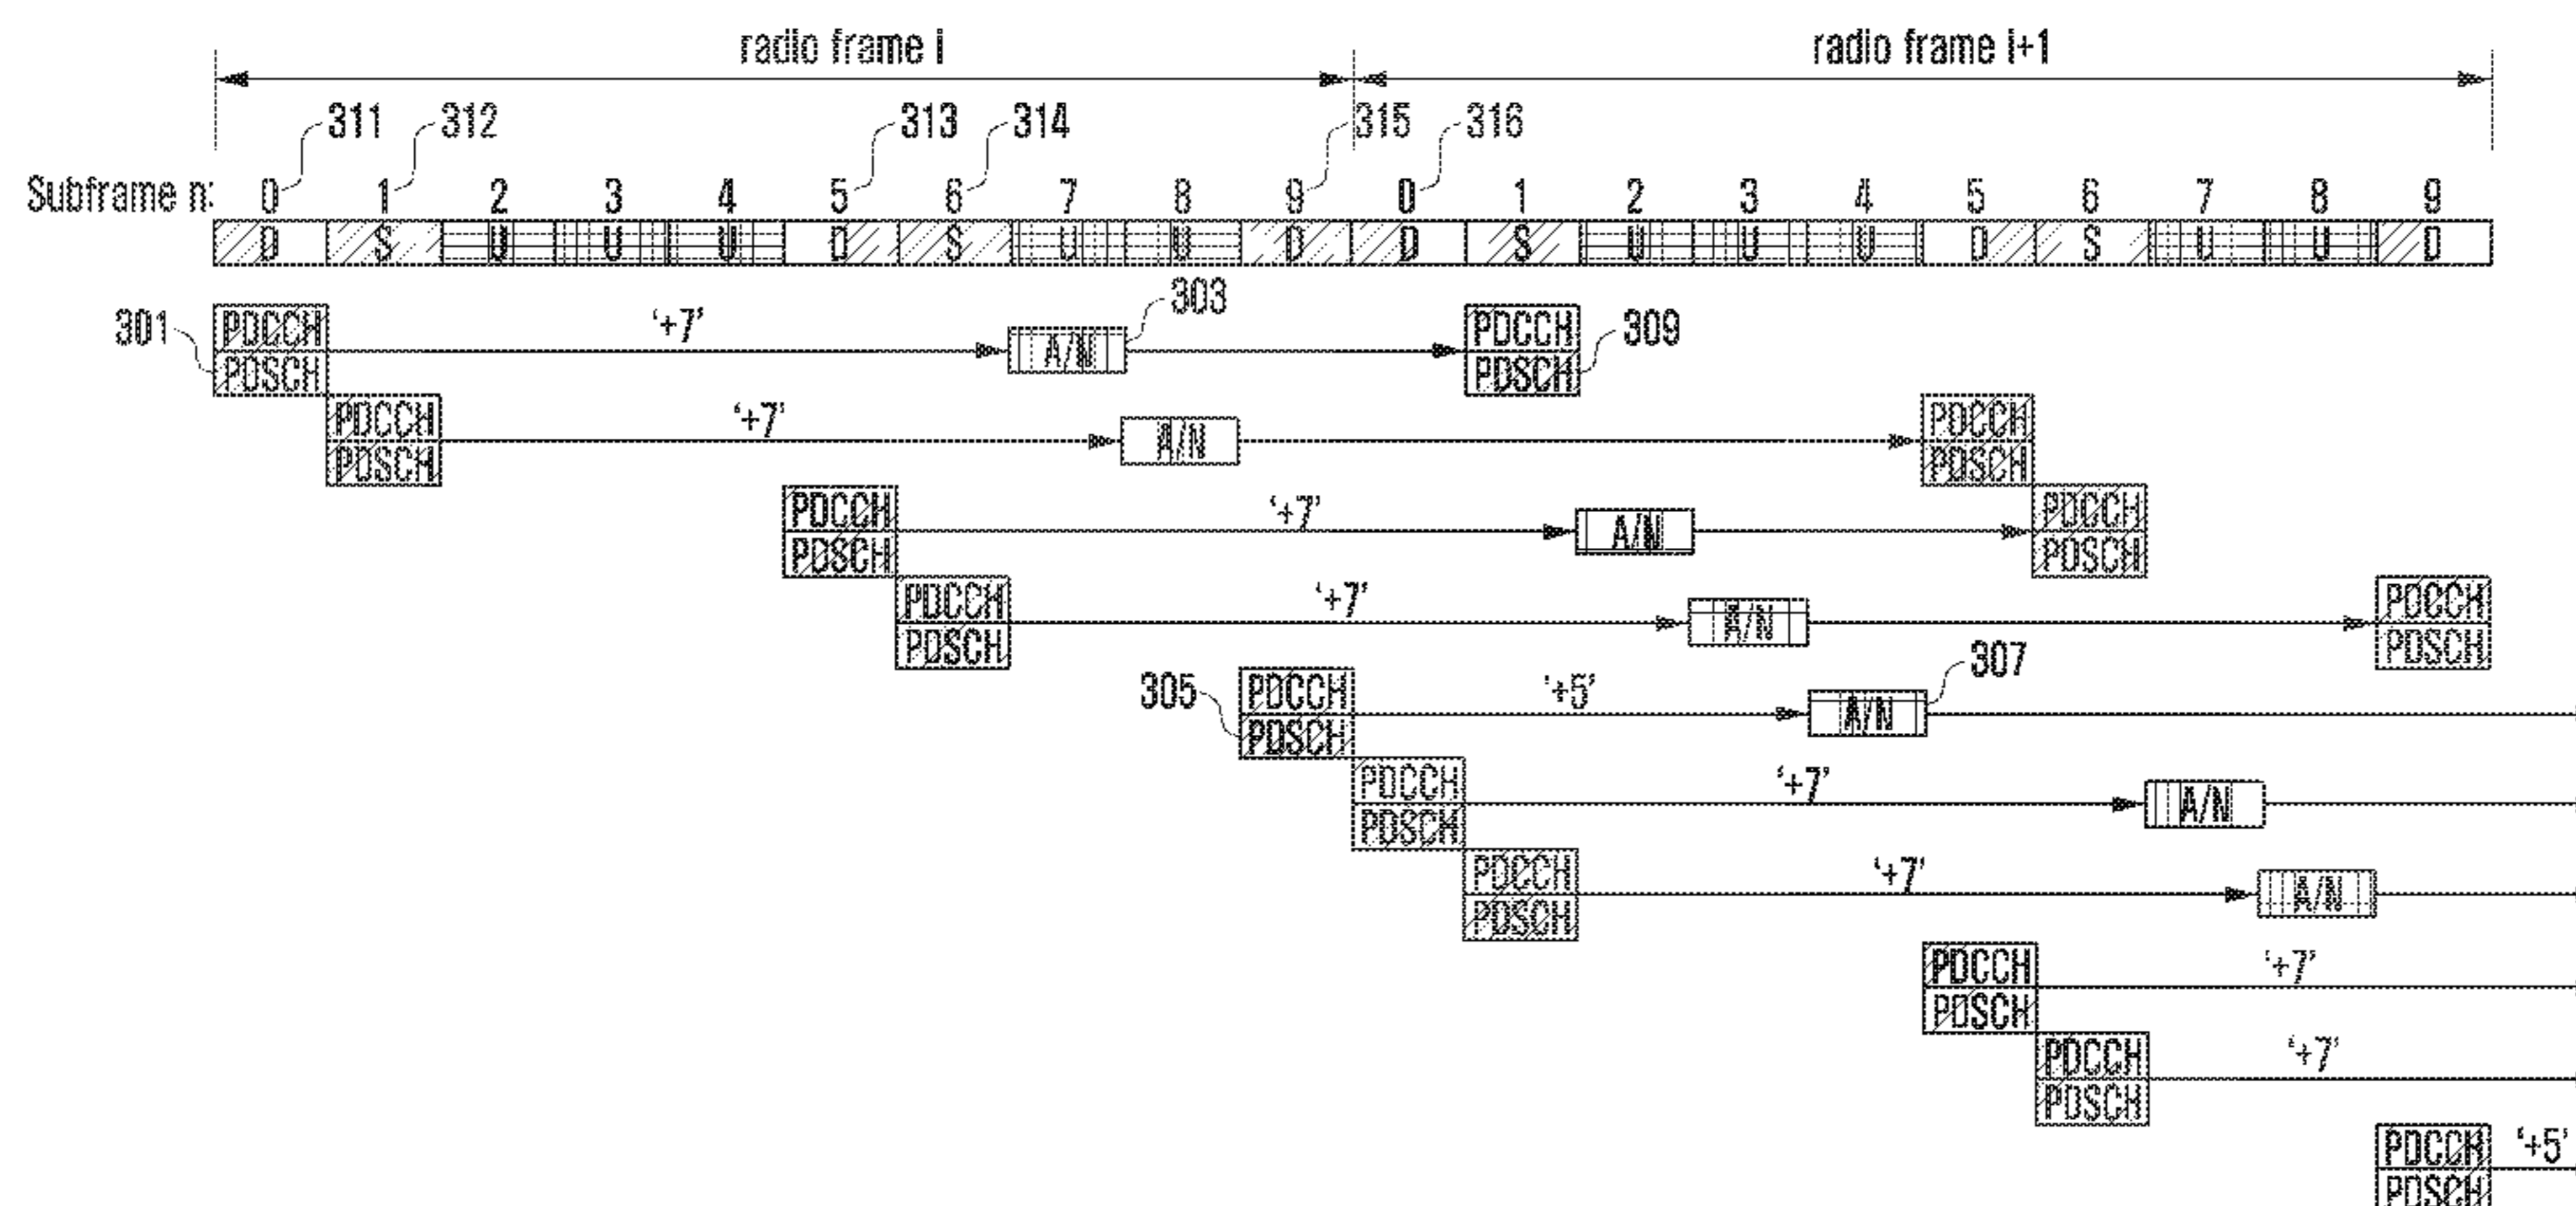 radio frame i radio frame i+1
311 312 313 314 315 316
Subframe n: 0 1 2 3 4 5 6 7 8 9 0 1 2 3 4 5 6 7 8 9
D S U U U D S U U D D S U U U D S U U D
303
301 PDCCH '+7' A/N PDCCH 309
PDSCH PDSCH
PDCCH '+7' A/N PDCCH
PDSCH PDSCH
PDCCH '+7' A/N PDCCH
PDSCH PDSCH
PDCCH '+7' A/N PDCCH
PDSCH PDSCH
307
305 PDCCH '+5' A/N
PDSCH
PDCCH '+7' A/N
PDSCH
PDCCH '+7' A/N
PDSCH
PDCCH '+7'
PDSCH
PDCCH '+7'
PDSCH
PDCCH '+5'
PDSCH